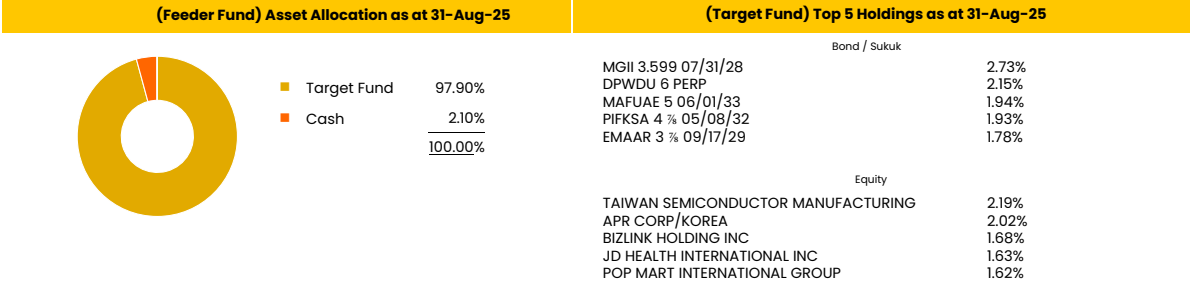 (Feeder Fund) Asset Allocation as at 31-Aug-25
Target Fund 97.90%
Cash 2.10%
100.00%
(Target Fund) Top 5 Holdings as at 31-Aug-25
Bond / Sukuk
MGII 3.599 07/31/28 2.73%
DPWDU 6 PERP 2.15%
MAFUAE 5 06/01/33 1.94%
PIFKSA 4 ⅞ 05/08/32 1.93%
EMAAR 3 ⅞ 09/17/29 1.78%
Equity
TAIWAN SEMICONDUCTOR MANUFACTURING 2.19%
APR CORP/KOREA 2.02%
BIZLINK HOLDING INC 1.68%
JD HEALTH INTERNATIONAL INC 1.63%
POP MART INTERNATIONAL GROUP 1.62%